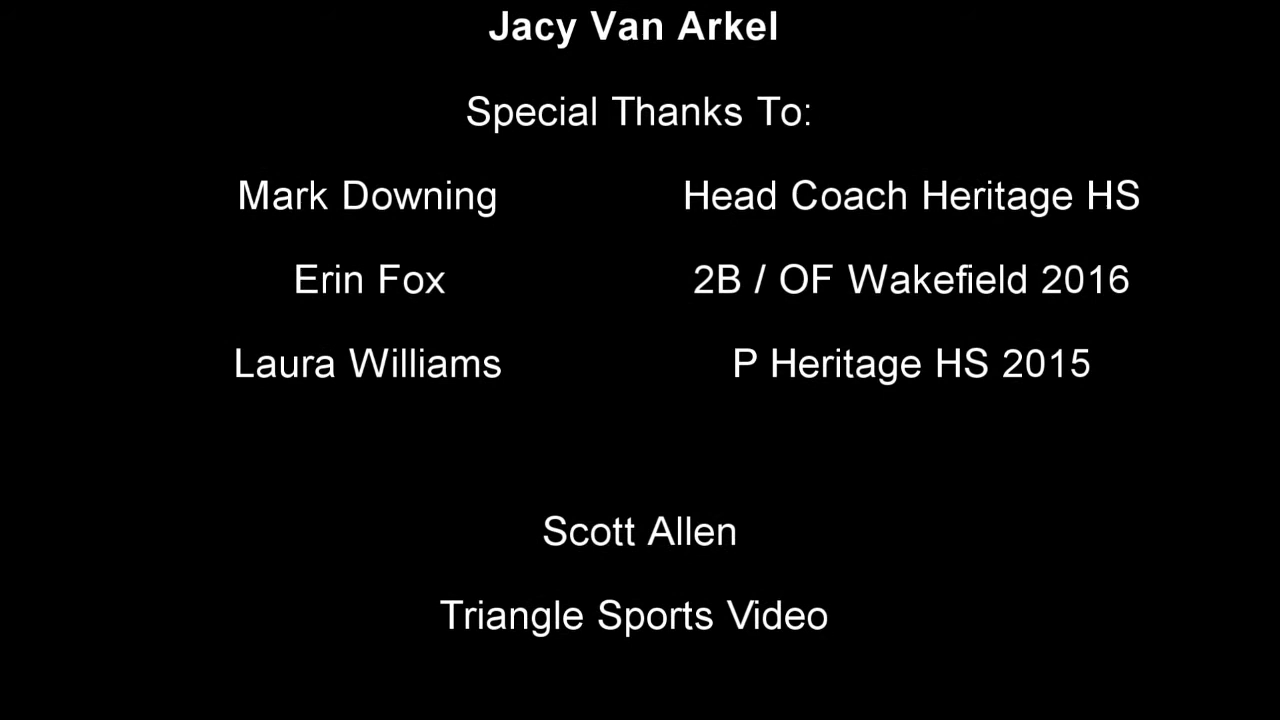 Jacy Van Arkel
Special Thanks To:
Mark Downing Head Coach Heritage HS
Erin Fox 2B / OF Wakefield 2016
Laura Williams P Heritage HS 2015
Scott Allen
Triangle Sports Video